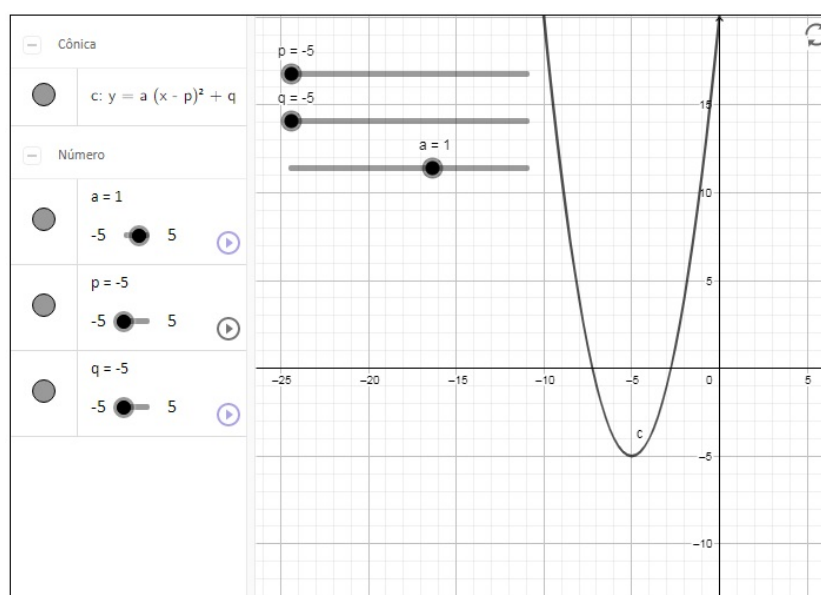 Cônica
c: y = a (x - p)² + q
Número
a = 1
-5 5
p = -5
-5 5
q = -5
-5 5
p = -5
q = -5
a = 1
15
10
5
-25 -20 -15 -10 -5 0 5
c
-5
-10